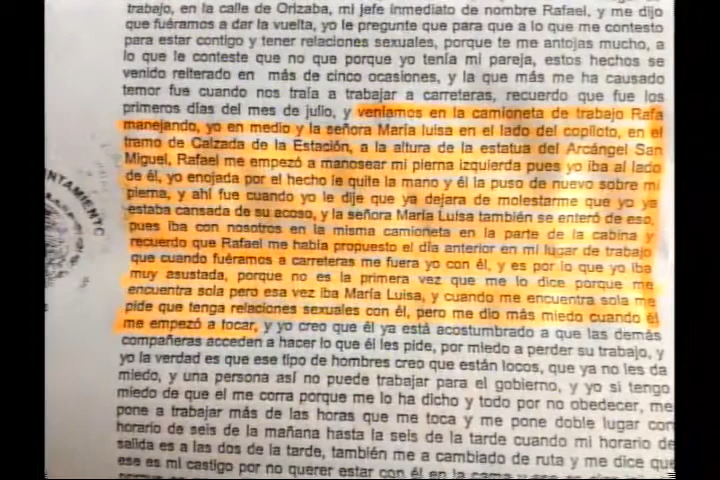 trabajo, en la calle de Orizaba, mi jefe inmediato de nombre Rafael, y me dijo
que fuéramos a dar la vuelta, yo le pregunte que para que a lo que me contesto
para estar contigo y tener relaciones sexuales, porque te me antojas mucho, a
lo que le conteste que no que porque yo tenía mi pareja, estos hechos se
venido reiterado en más de cinco ocasiones, y la que más me ha causado
temor fue cuando nos traía a trabajar a carreteras, recuerdo que fue los
primeros días del mes de julio, y veníamos en la camioneta de trabajo Rafa
manejando, yo en medio y la señora María luisa en el lado del copiloto, en el
tramo de Calzada de la Estación, a la altura de la estatua del Arcángel San
Miguel, Rafael me empezó a manosear mi pierna izquierda pues yo iba al lado
de él, yo enojada por el hecho le quite la mano y él la puso de nuevo sobre mi
pierna, y ahí fue cuando yo le dije que ya dejara de molestarme que yo ya
estaba cansada de su acoso, y la señora María Luisa también se enteró de eso,
pues iba con nosotros en la misma camioneta en la parte de la cabina y
recuerdo que Rafael me había propuesto el día anterior en mi lugar de trabajo
que cuando fuéramos a carreteras me fuera yo con él, y es por lo que yo iba
muy asustada, porque no es la primera vez que me lo dice porque me
encuentra sola pero esa vez iba María Luisa, y cuando me encuentra sola me
pide que tenga relaciones sexuales con él, pero me dio más miedo cuando él
me empezó a tocar, y yo creo que él ya está acostumbrado a que las demás
compañeras acceden a hacer lo que él les pide, por miedo a perder su trabajo, y
yo la verdad es que ese tipo de hombres creo que están locos, que ya no les da
miedo, y una persona así no puede trabajar para el gobierno, y yo si tengo
miedo de que el me corra porque me lo ha dicho y todo por no obedecer, me
pone a trabajar más de las horas que me toca y me pone doble lugar con
horario de seis de la mañana hasta la seis de la tarde cuando mi horario de
salida es a las dos de la tarde, también me a cambiado de ruta y me dice que
ese es mi castigo por no querer estar con él en la cama
NTAMIENTO